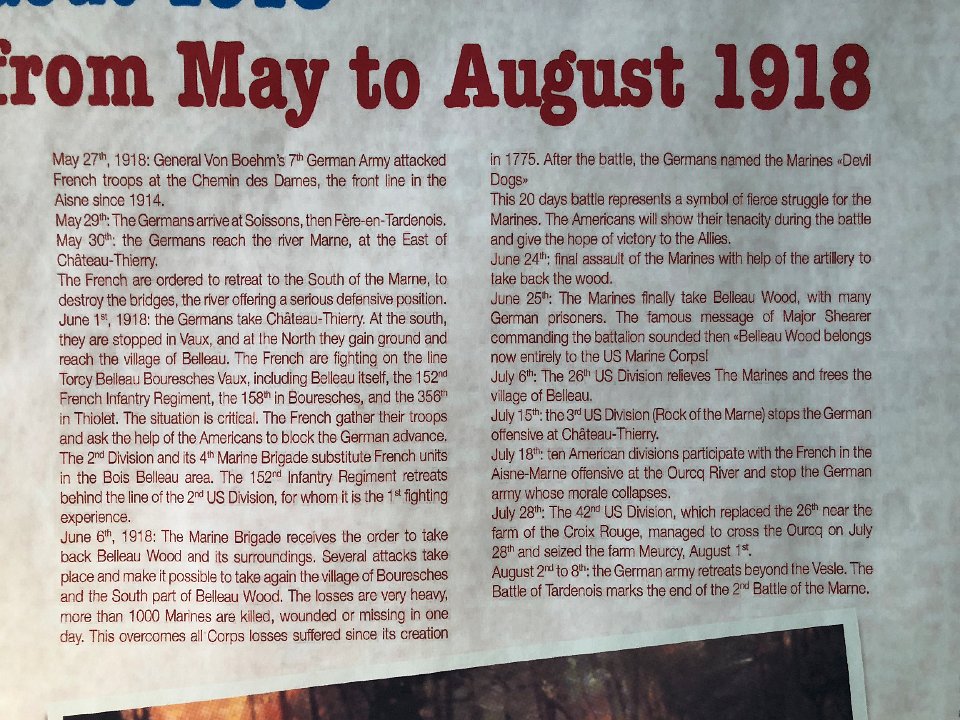 from May to August 1918
May 27th, 1918: General Von Boehm's 7th German Army attacked
French troops at the Chemin des Dames, the front line in the
Aisne since 1914.
May 29th: The Germans arrive at Soissons, then Fère-en-Tardenois.
May 30th: the Germans reach the river Marne, at the East of
Château-Thierry.
The French are ordered to retreat to the South of the Marne, to
destroy the bridges, the river offering a serious defensive position.
June 1st, 1918: the Germans take Château-Thierry. At the south,
they are stopped in Vaux, and at the North they gain ground and
reach the village of Belleau. The French are fighting on the line
Torcy Belleau Bouresches Vaux, including Belleau itself, the 152nd
French Infantry Regiment, the 158th in Bouresches, and the 356th
in Thiolet. The situation is critical. The French gather their troops
and ask the help of the Americans to block the German advance.
The 2nd Division and its 4th Marine Brigade substitute French units
in the Bois Belleau area. The 152nd Infantry Regiment retreats
behind the line of the 2nd US Division, for whom it is the 1st fighting
experience.
June 6th, 1918: The Marine Brigade receives the order to take
back Belleau Wood and its surroundings. Several attacks take
place and make it possible to take again the village of Bouresches
and the South part of Belleau Wood. The losses are very heavy,
more than 1000 Marines are killed, wounded or missing in one
day. This overcomes all Corps losses suffered since its creation
in 1775. After the battle, the Germans named the Marines «Devil
Dogs»
This 20 days battle represents a symbol of fierce struggle for the
Marines. The Americans will show their tenacity during the battle
and give the hope of victory to the Allies.
June 24th: final assault of the Marines with help of the artillery to
take back the wood.
June 25th: The Marines finally take Belleau Wood, with many
German prisoners. The famous message of Major Shearer
commanding the battalion sounded then «Belleau Wood belongs
now entirely to the US Marine Corps!
July 6th: The 26th US Division relieves The Marines and frees the
village of Belleau.
July 15th: the 3rd US Division (Rock of the Marne) stops the German
offensive at Château-Thierry.
July 18th: ten American divisions participate with the French in the
Aisne-Marne offensive at the Ourcq River and stop the German
army whose morale collapses.
July 28th: The 42nd US Division, which replaced the 26th near the
farm of the Croix Rouge, managed to cross the Ourcq on July
28th and seized the farm Meurcy, August 1st.
August 2nd to 8th: the German army retreats beyond the Vesle. The
Battle of Tardenois marks the end of the 2nd Battle of the Marne.